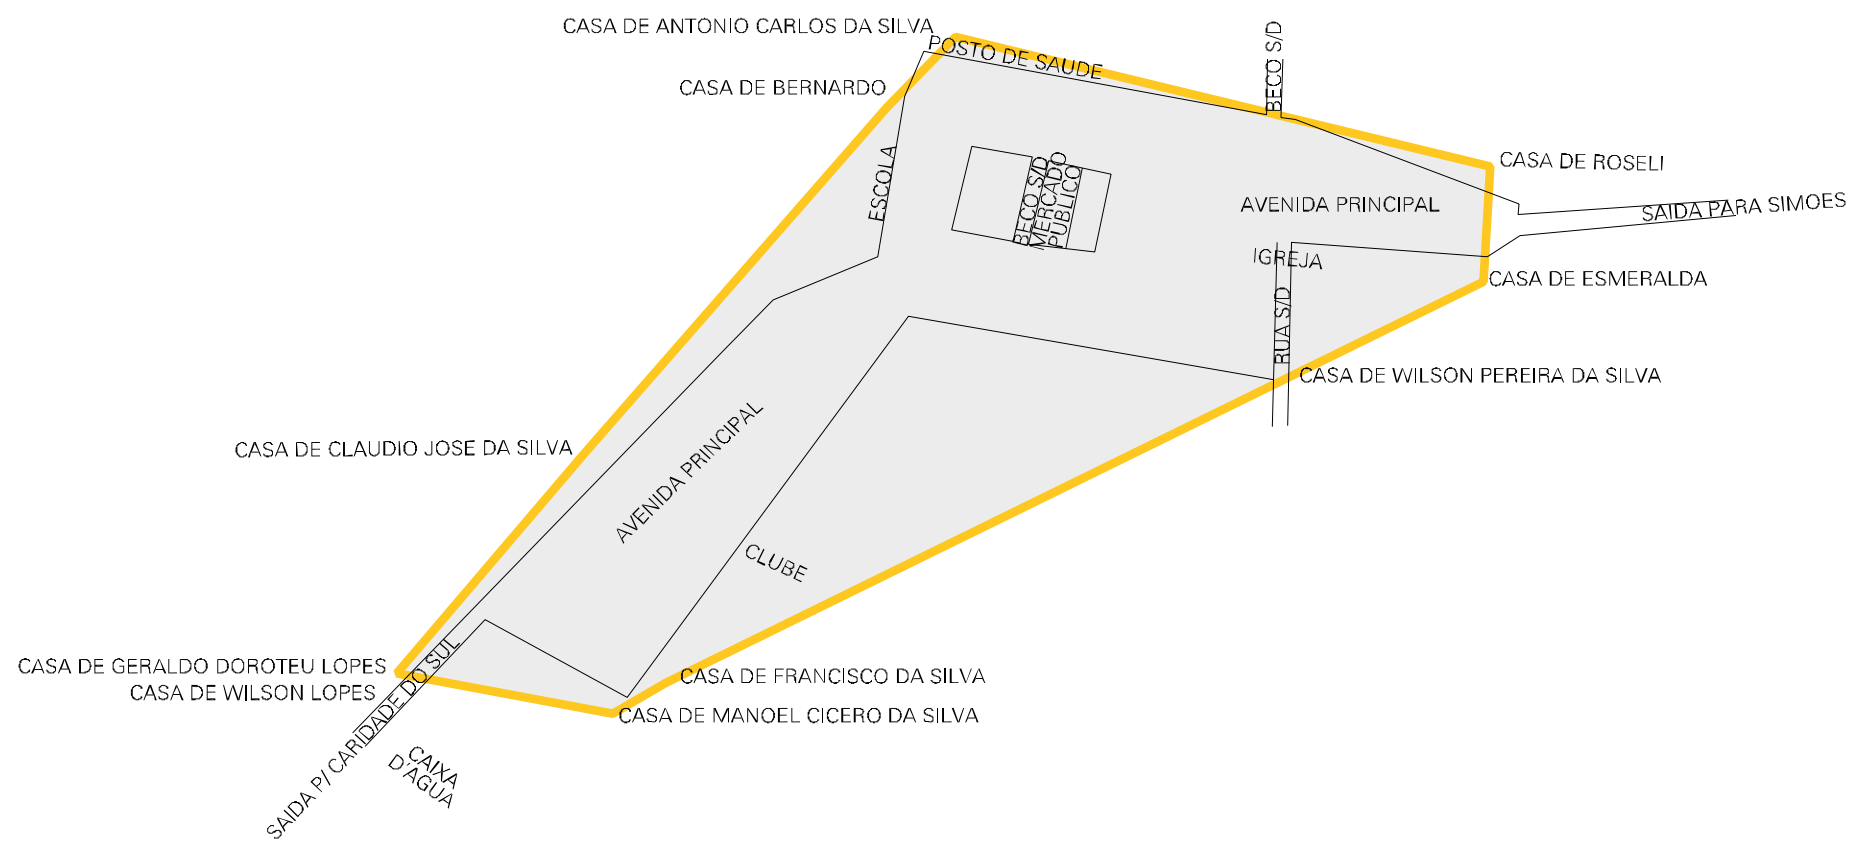 CASA DE ANTONIO CARLOS DA SILVA
POSTO DE SAUDE
BECO S/D
CASA DE BERNARDO
ESCOLA
BECO S/D
MERCADO
PUBLICO
CASA DE ROSELI
AVENIDA PRINCIPAL
SAIDA PARA SIMOES
IGREJA
CASA DE ESMERALDA
RUA S/D
CASA DE WILSON PEREIRA DA SILVA
CASA DE CLAUDIO JOSE DA SILVA
AVENIDA PRINCIPAL
CLUBE
CASA DE GERALDO DOROTEU LOPES
CASA DE WILSON LOPES
CASA DE FRANCISCO DA SILVA
CASA DE MANOEL CICERO DA SILVA
SAIDA P/ CARIDADE DO SUL
CAIXA
D'AGUA